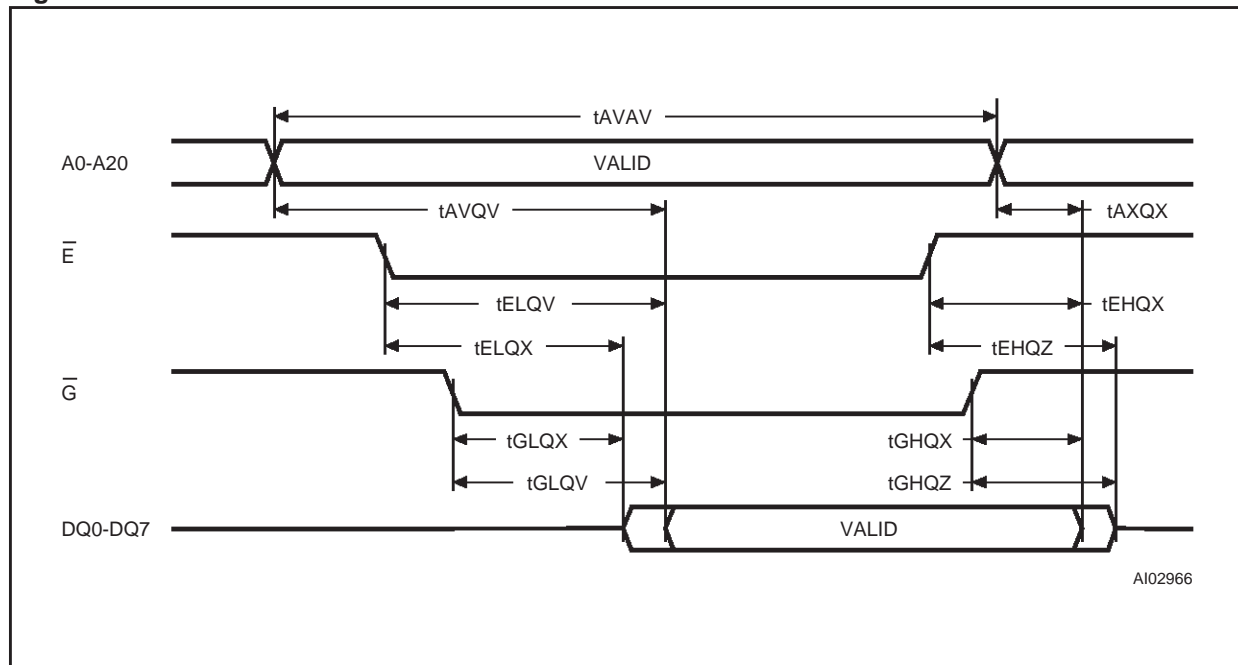 tAVAV
A0-A20 VALID
tAVQV tAXQX
E
tELQV tEHQX
tELQX tEHQZ
G
tGLQX tGHQX
tGLQV tGHQZ
DQ0-DQ7 VALID
AI02966